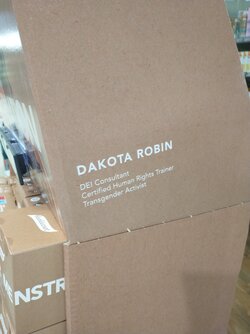 DAKOTA ROBIN
DEI Consultant
Certified Human Rights Trainer
Transgender Activist
NSTR